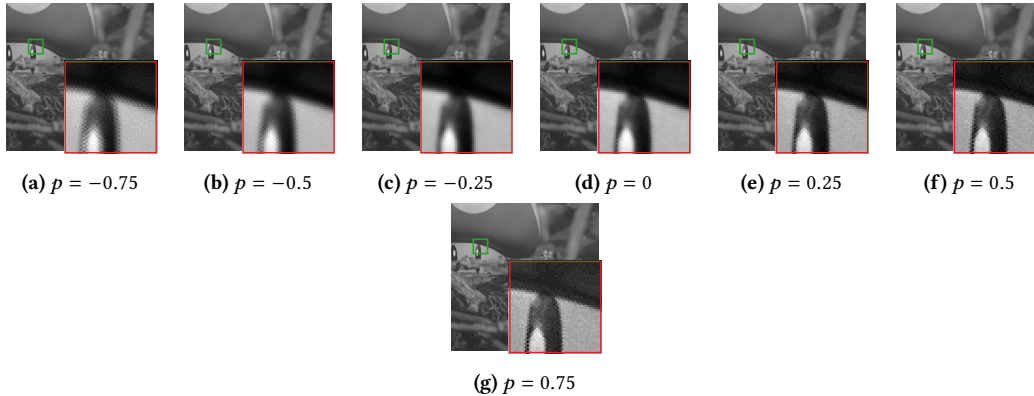 (a) p = −0.75 (b) p = −0.5 (c) p = −0.25 (d) p = 0 (e) p = 0.25 (f) p = 0.5
(g) p = 0.75